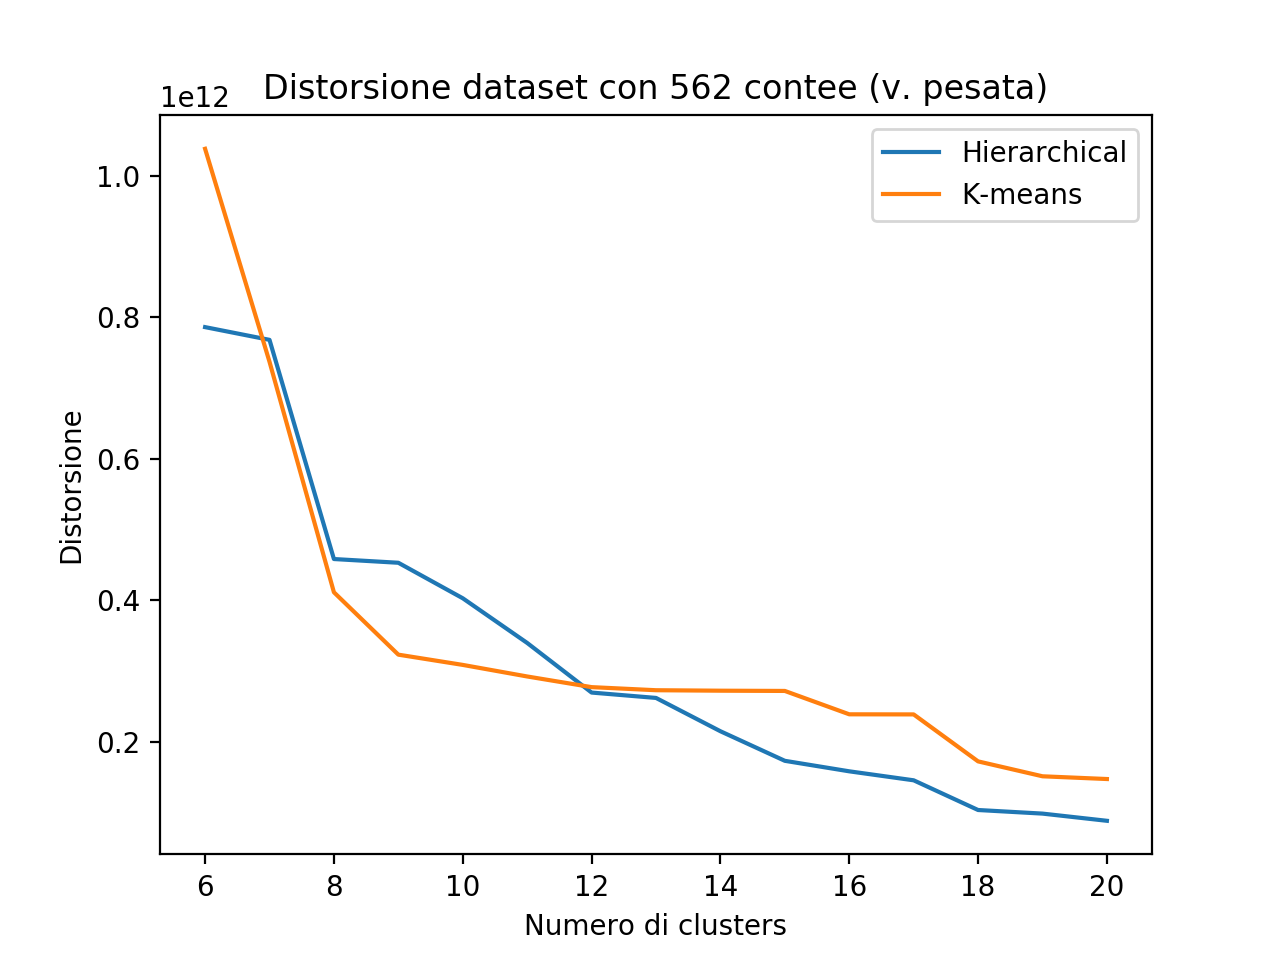 Distorsione dataset con 562 contee (v. pesata)
1e12
Hierarchical
K-means
1.0
0.8
0.6
0.4
0.2
Distorsione
6 8 10 12 14 16 18 20
Numero di clusters